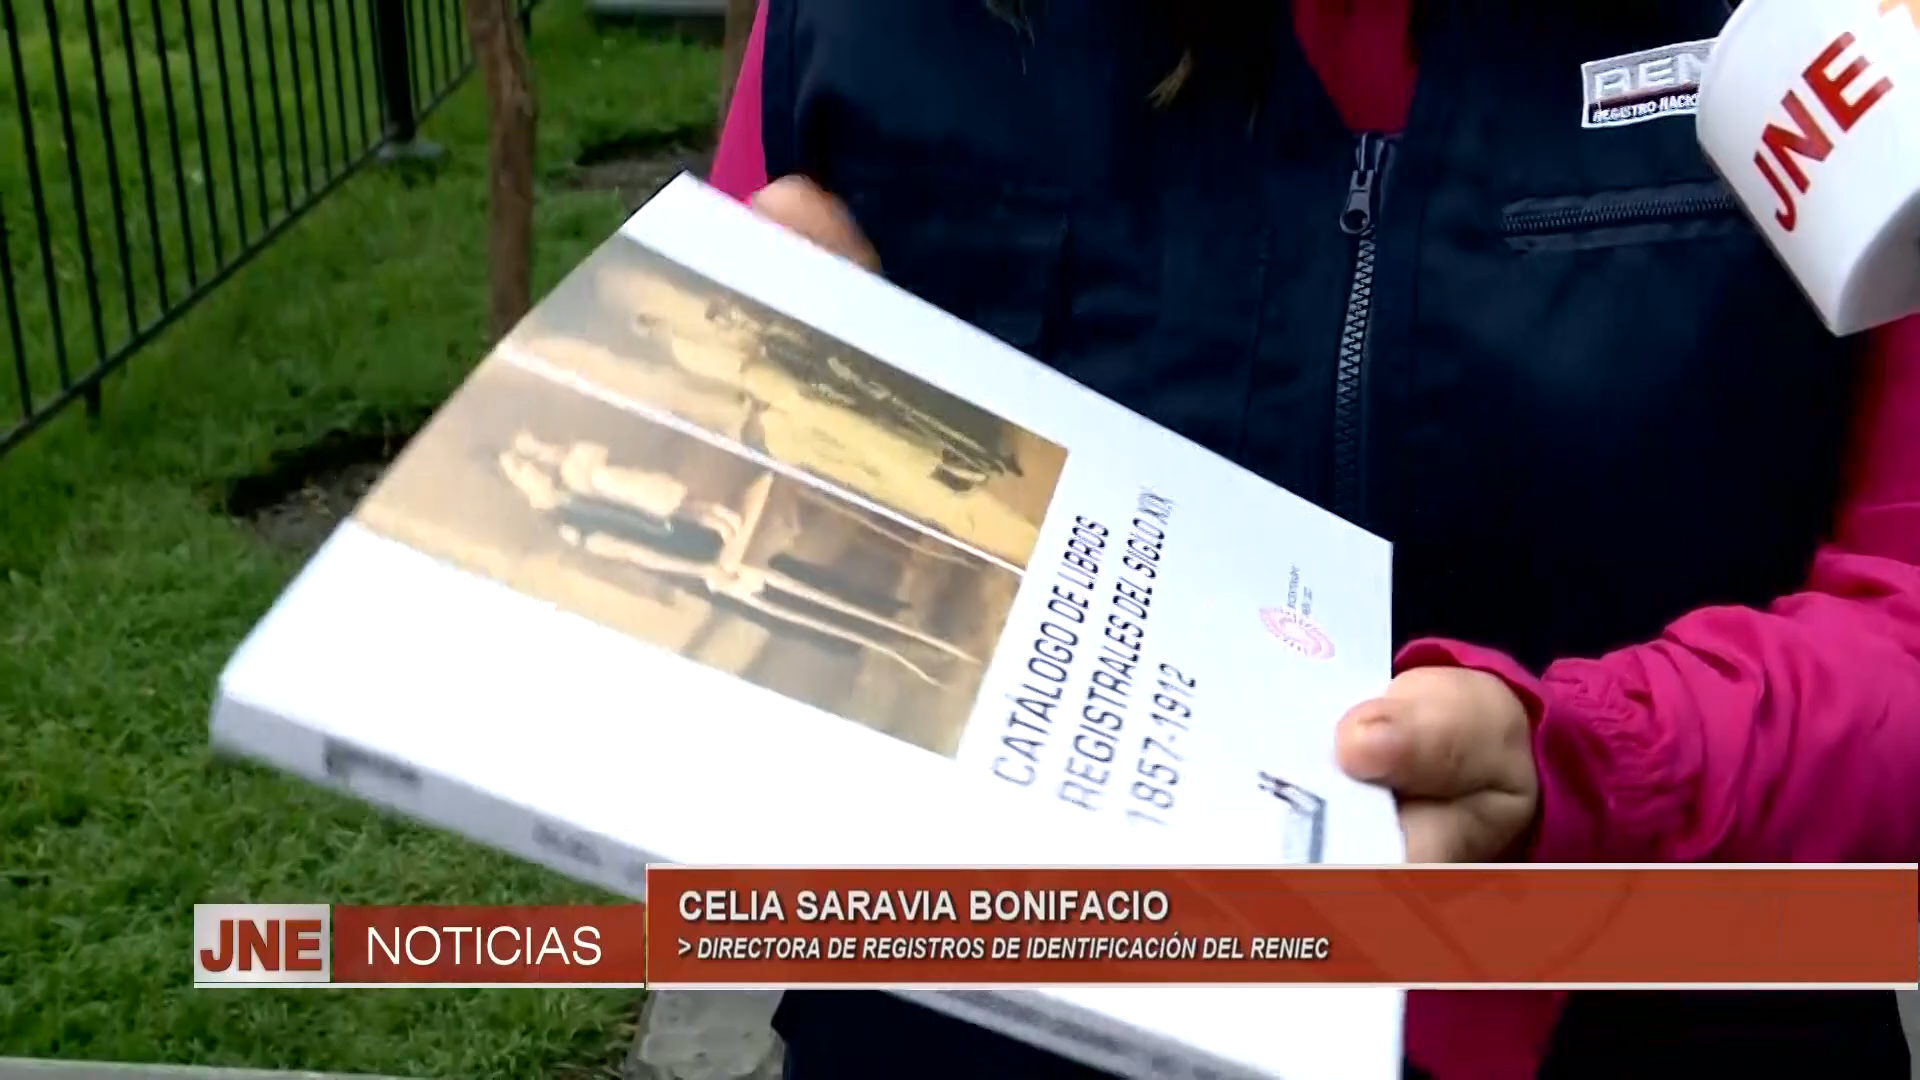 JNE
REGISTRO NACIO
CATÁLOGO DE LIBROS
REGISTRALES DEL SIGLO XIX
1857-1912
CELIA SARAVIA BONIFACIO
> DIRECTORA DE REGISTROS DE IDENTIFICACIÓN DEL RENIEC
JNE NOTICIAS